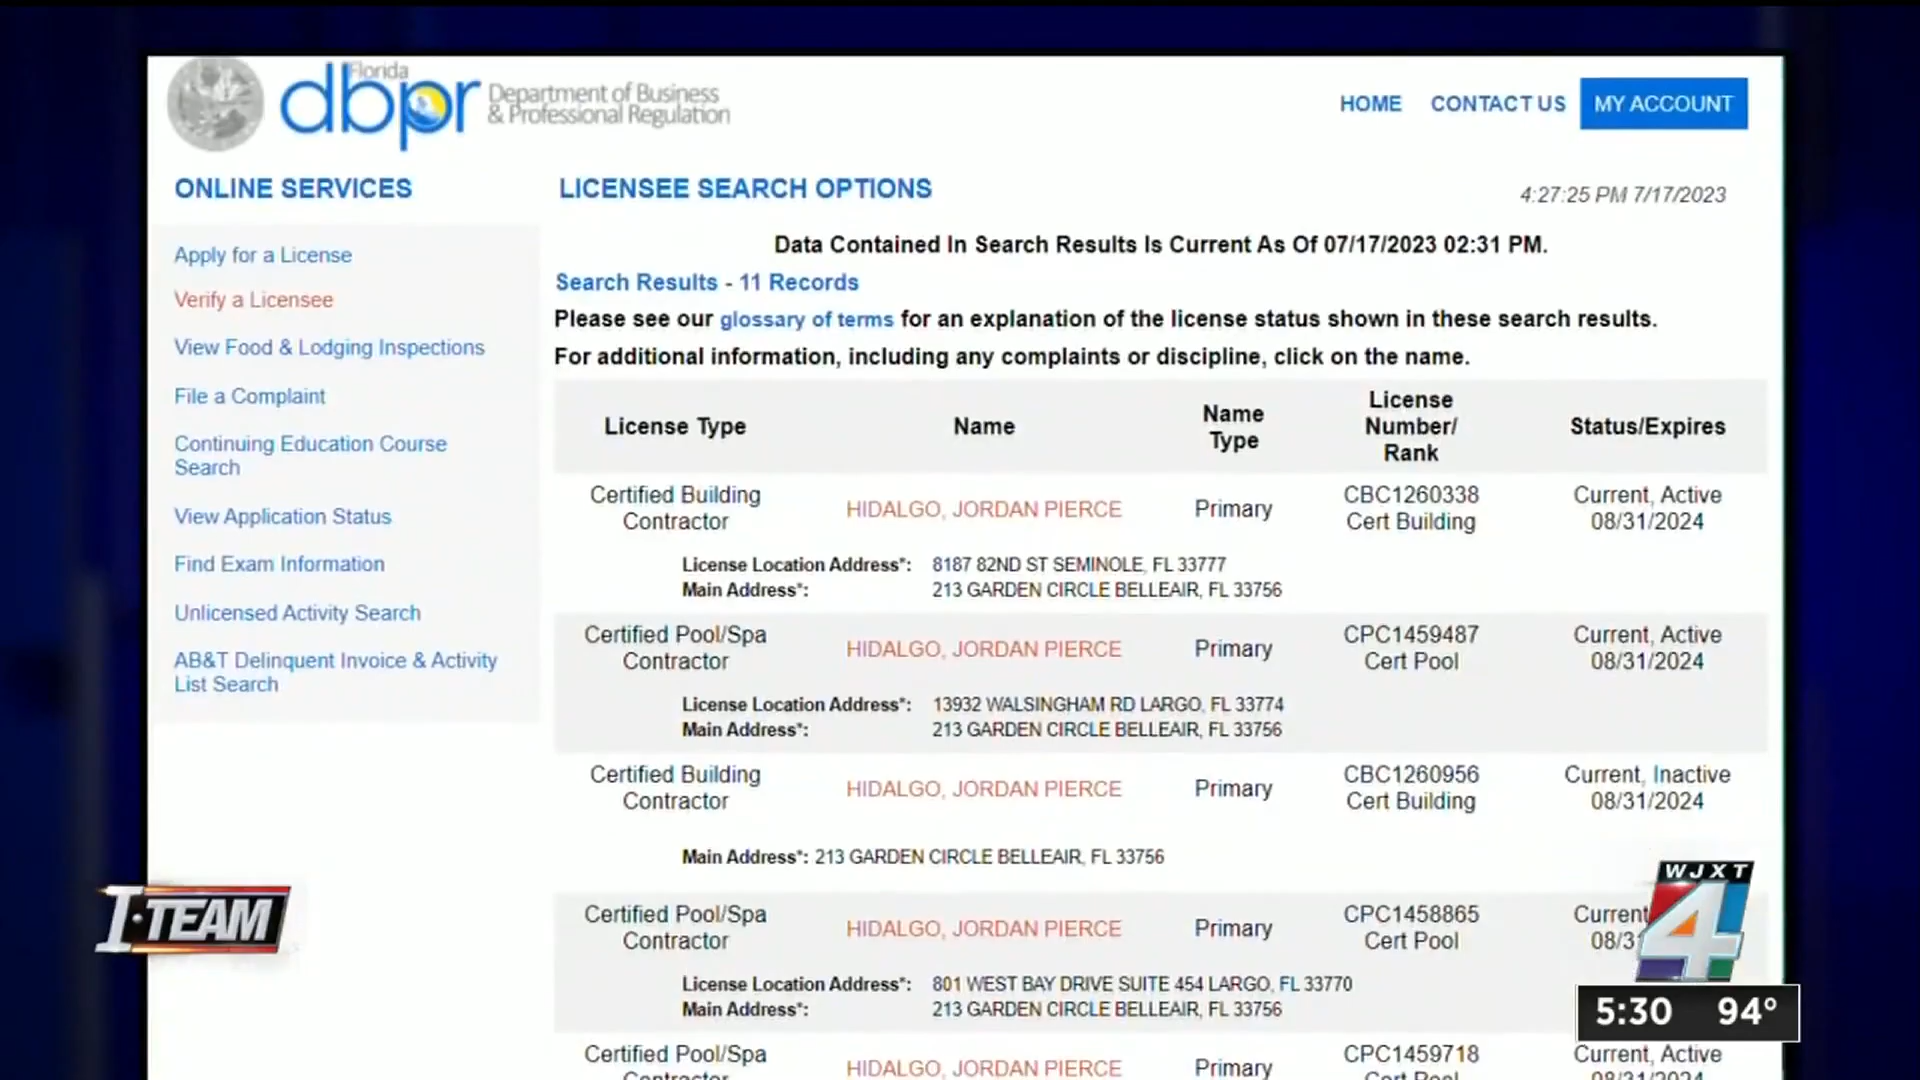 Florida
dbpr
Department of Business
& Professional Regulation
HOME
CONTACT US
MY ACCOUNT
ONLINE SERVICES
Apply for a License
Verify a Licensee
View Food & Lodging Inspections
File a Complaint
Continuing Education Course
Search
View Application Status
Find Exam Information
Unlicensed Activity Search
AB&T Delinquent Invoice & Activity
List Search
LICENSEE SEARCH OPTIONS
4:27:25 PM 7/17/2023
Data Contained In Search Results Is Current As Of 07/17/2023 02:31 PM.
Search Results - 11 Records
Please see our glossary of terms for an explanation of the license status shown in these search results.
For additional information, including any complaints or discipline, click on the name.
License Type
Name
Name
Type
License
Number/
Rank
Status/Expires
Certified Building
Contractor
HIDALGO, JORDAN PIERCE
Primary
CBC1260338
Cert Building
Current, Active
08/31/2024
License Location Address*: 8187 82ND ST SEMINOLE, FL 33777
Main Address*: 213 GARDEN CIRCLE BELLEAIR, FL 33756
Certified Pool/Spa
Contractor
HIDALGO, JORDAN PIERCE
Primary
CPC1459487
Cert Pool
Current, Active
08/31/2024
License Location Address*: 13932 WALSINGHAM RD LARGO, FL 33774
Main Address*: 213 GARDEN CIRCLE BELLEAIR, FL 33756
Certified Building
Contractor
HIDALGO, JORDAN PIERCE
Primary
CBC1260956
Cert Building
Current, Inactive
08/31/2024
Main Address*: 213 GARDEN CIRCLE BELLEAIR, FL 33756
Certified Pool/Spa
Contractor
HIDALGO, JORDAN PIERCE
Primary
CPC1458865
Cert Pool
Current
08/3
License Location Address*: 801 WEST BAY DRIVE SUITE 454 LARGO, FL 33770
Main Address*: 213 GARDEN CIRCLE BELLEAIR, FL 33756
Certified Pool/Spa
HIDALGO, JORDAN PIERCE
Primary
CPC1459718
Current, Active
I·TEAM
WJXT
4
5:30 94°